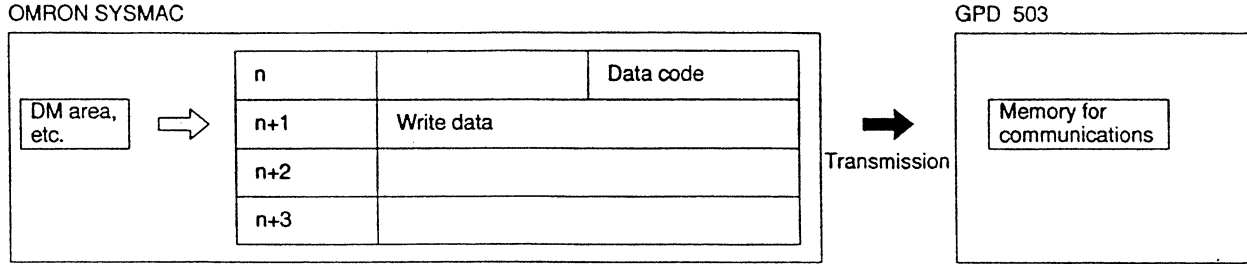 OMRON SYSMAC
GPD 503
n
Data code
DM area,
etc.
n+1
Write data
Memory for
communications
Transmission
n+2
n+3